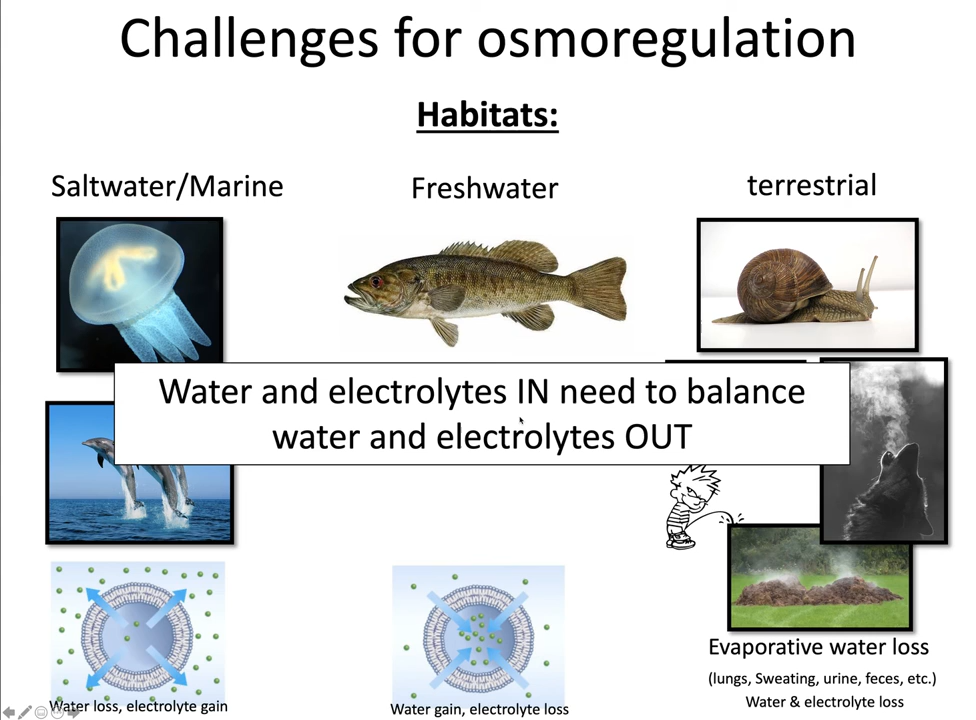 Challenges for osmoregulation
Habitats:
Saltwater/Marine
Freshwater
terrestrial
Water and electrolytes IN need to balance
water and electrolytes OUT
Water loss, electrolyte gain
Water gain, electrolyte loss
Evaporative water loss
(lungs, Sweating, urine, feces, etc.)
Water & electrolyte loss